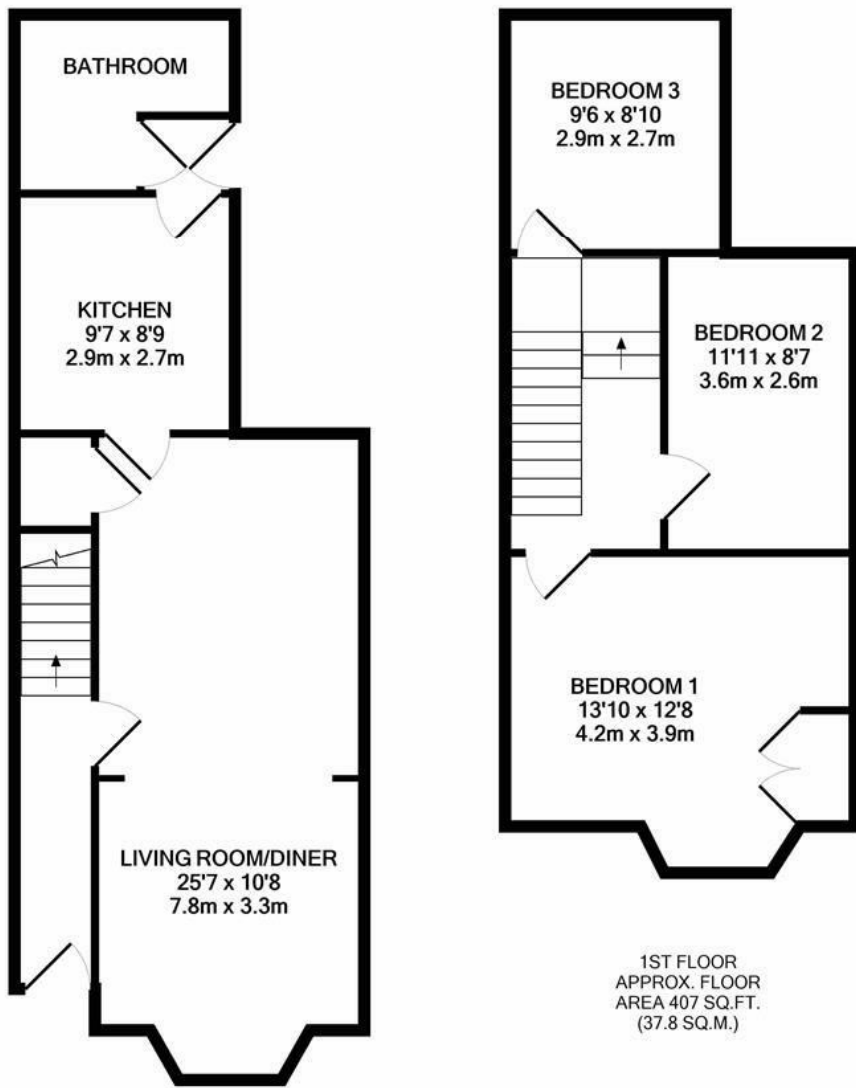 BATHROOM
KITCHEN
9'7 x 8'9
2.9m x 2.7m
LIVING ROOM/DINER
25'7 x 10'8
7.8m x 3.3m
BEDROOM 3
9'6 x 8'10
2.9m x 2.7m
BEDROOM 2
11'11 x 8'7
3.6m x 2.6m
BEDROOM 1
13'10 x 12'8
4.2m x 3.9m
1ST FLOOR
APPROX. FLOOR
AREA 407 SQ.FT.
(37.8 SQ.M.)